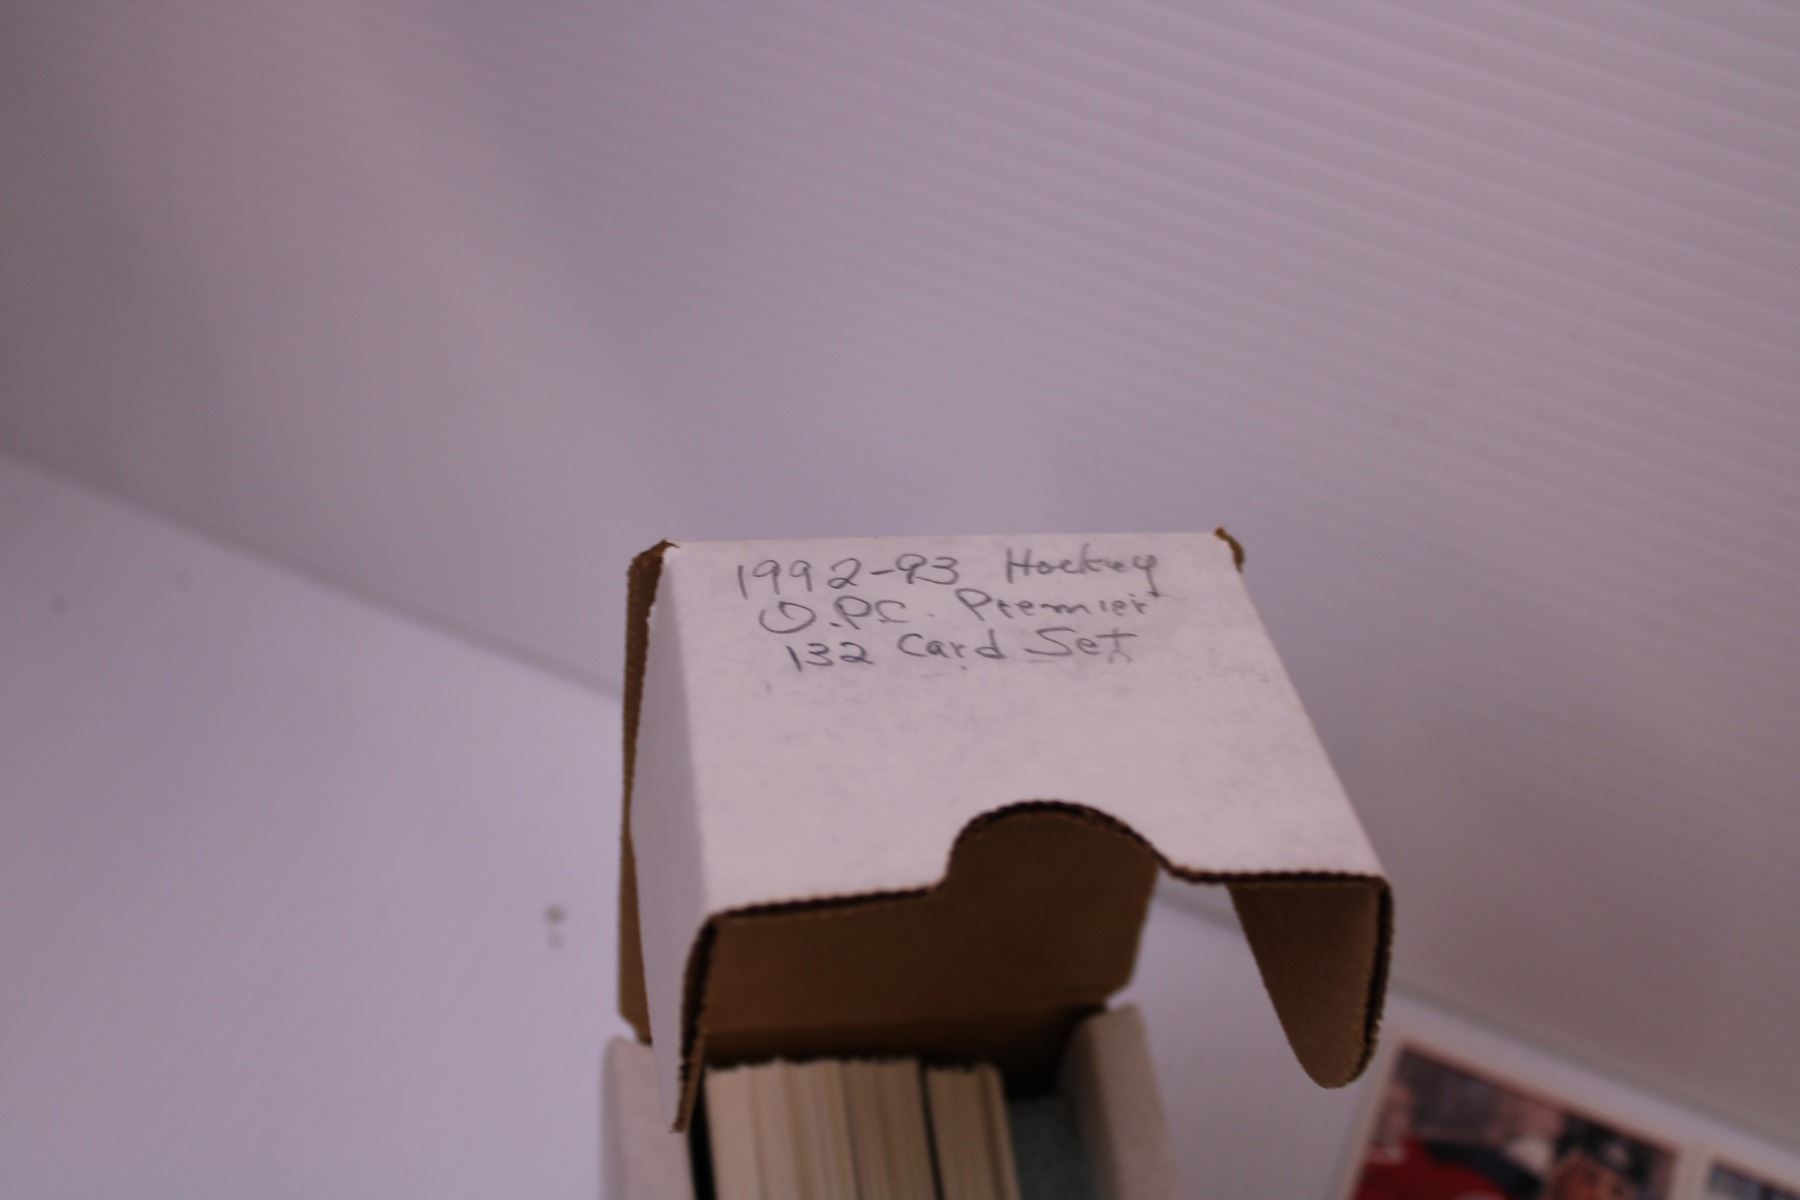 1992-93 Hockey
O.P.C. Premier
132 Card Set